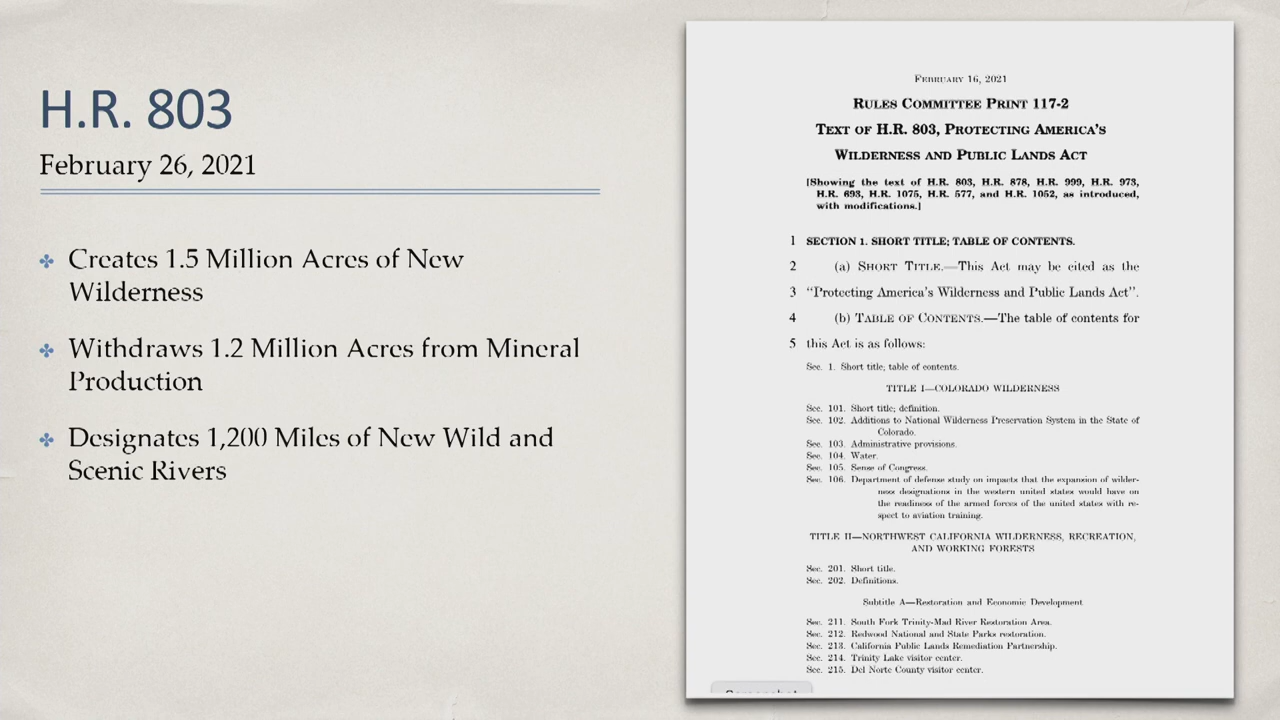 H.R. 803
February 26, 2021
Creates 1.5 Million Acres of New
Wilderness
Withdraws 1.2 Million Acres from Mineral
Production
Designates 1,200 Miles of New Wild and
Scenic Rivers
FEBRUARY 16, 2021
RULES COMMITTEE PRINT 117-2
TEXT OF H.R. 803, PROTECTING AMERICA'S
WILDERNESS AND PUBLIC LANDS ACT
[Showing the text of H.R. 803, H.R. 878, H.R. 999, H.R. 973,
H.R. 693, H.R. 1075, H.R. 577, and H.R. 1052, as introduced,
with modifications.]
1 SECTION 1. SHORT TITLE; TABLE OF CONTENTS.
2 (a) SHORT TITLE.—This Act may be cited as the
3 “Protecting America's Wilderness and Public Lands Act”.
4 (b) TABLE OF CONTENTS.—The table of contents for
5 this Act is as follows:
Sec. 1. Short title; table of contents.
TITLE I—COLORADO WILDERNESS
Sec. 101. Short title; definition.
Sec. 102. Additions to National Wilderness Preservation System in the State of
Colorado.
Sec. 103. Administrative provisions.
Sec. 104. Water.
Sec. 105. Sense of Congress.
Sec. 106. Department of defense study on impacts that the expansion of wilder-
ness designations in the western united states would have on
the readiness of the armed forces of the united states with re-
spect to aviation training.
TITLE II—NORTHWEST CALIFORNIA WILDERNESS, RECREATION,
AND WORKING FORESTS
Sec. 201. Short title.
Sec. 202. Definitions.
Subtitle A—Restoration and Economic Development
Sec. 211. South Fork Trinity-Mad River Restoration Area.
Sec. 212. Redwood National and State Parks restoration.
Sec. 213. California Public Lands Remediation Partnership.
Sec. 214. Trinity Lake visitor center.
Sec. 215. Del Norte County visitor center.